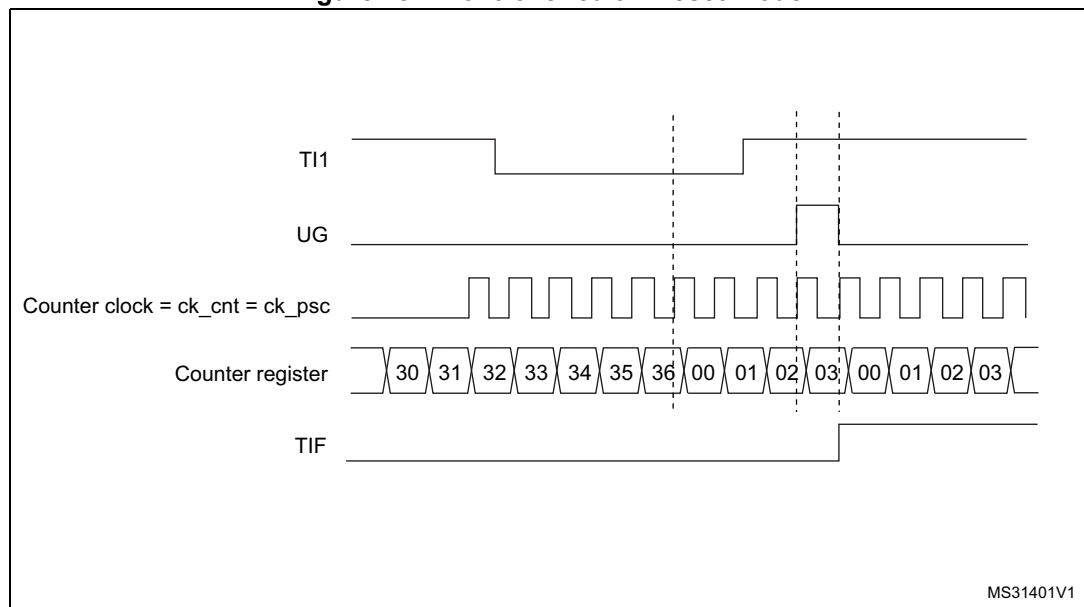 TI1
UG
Counter clock = ck_cnt = ck_psc
Counter register 30 31 32 33 34 35 36 00 01 02 03 00 01 02 03
TIF
MS31401V1